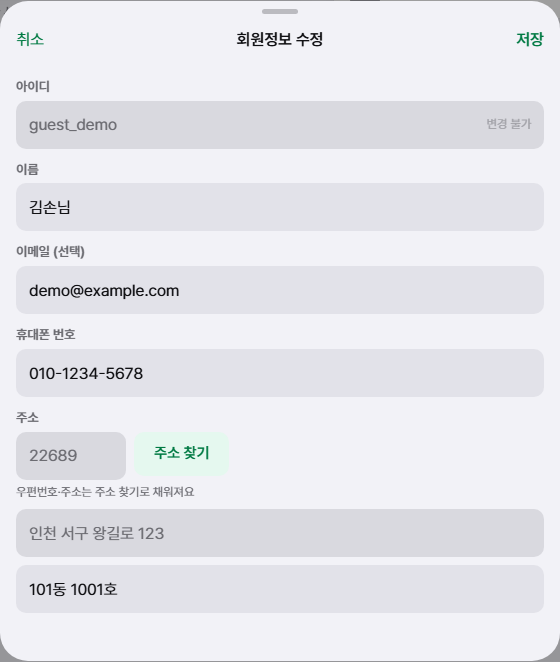 취소 회원정보 수정 저장
아이디
guest_demo 변경 불가
이름
김손님
이메일 (선택)
demo@example.com
휴대폰 번호
010-1234-5678
주소
22689 주소 찾기
우편번호·주소는 주소 찾기로 채워져요
인천 서구 왕길로 123
101동 1001호